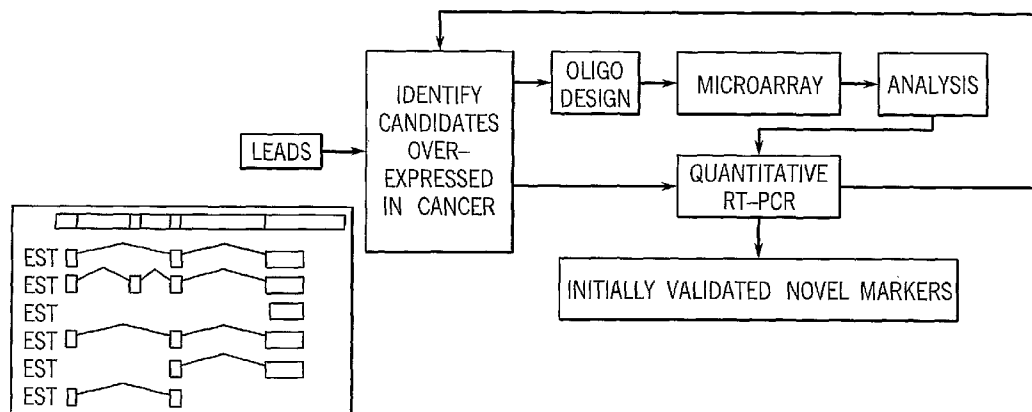 LEADS
IDENTIFY
CANDIDATES
OVER-
EXPRESSED
IN CANCER
OLIGO
DESIGN
MICROARRAY
ANALYSIS
QUANTITATIVE
RT-PCR
INITIALLY VALIDATED NOVEL MARKERS
EST
EST
EST
EST
EST
EST